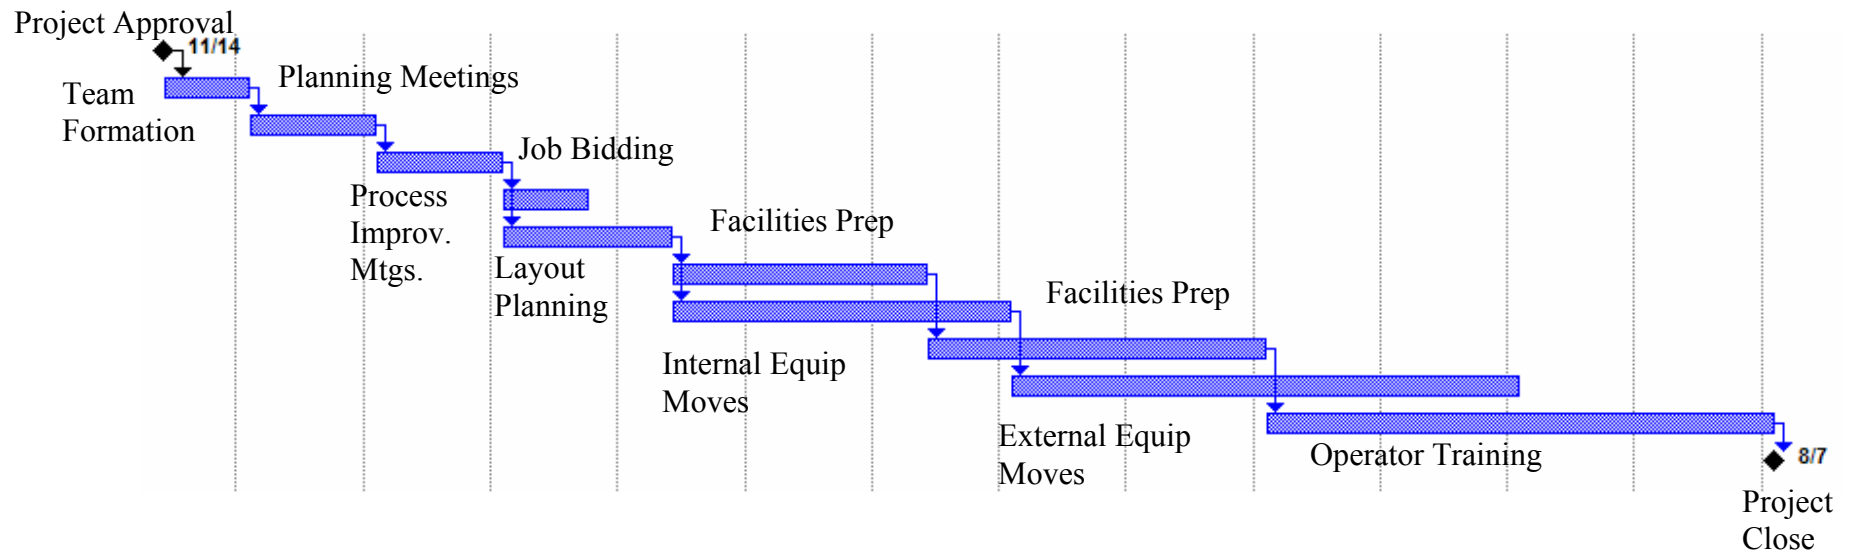 Project Approval
11/14
Planning Meetings
Team
Formation
Job Bidding
Process
Improv.
Mtgs.
Facilities Prep
Layout
Planning
Facilities Prep
Internal Equip
Moves
External Equip
Moves
Operator Training
8/7
Project
Close